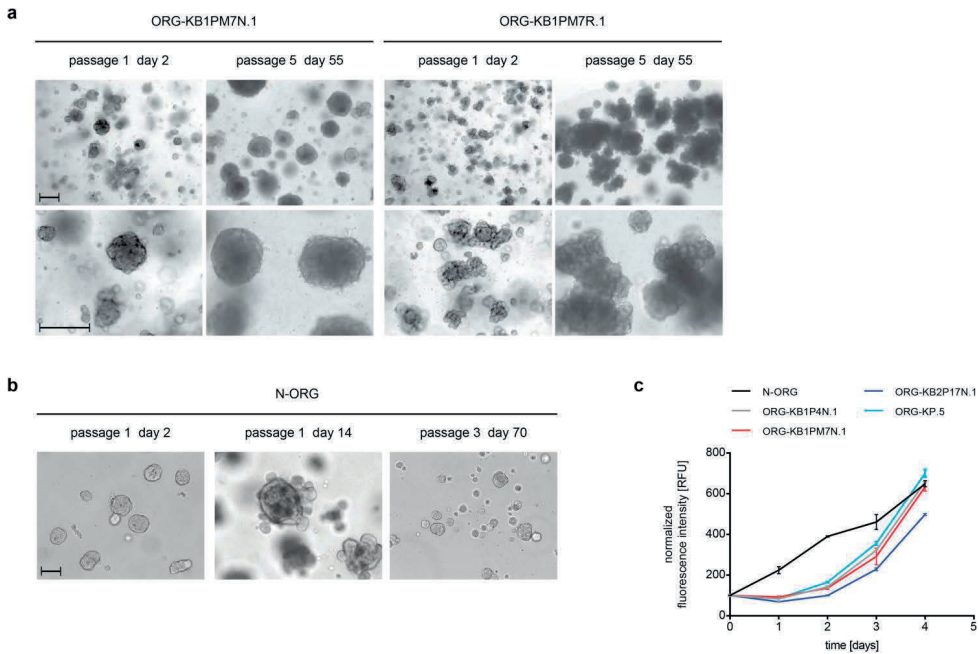 a
ORG-KB1PM7N.1 ORG-KB1PM7R.1
passage 1 day 2 passage 5 day 55 passage 1 day 2 passage 5 day 55
b
N-ORG
passage 1 day 2 passage 1 day 14 passage 3 day 70
c
N-ORG ORG-KB2P17N.1
ORG-KB1P4N.1 ORG-KP.5
ORG-KB1PM7N.1
normalized
fluorescence intensity [RFU]
800
600
400
200
0
0 1 2 3 4 5
time [days]